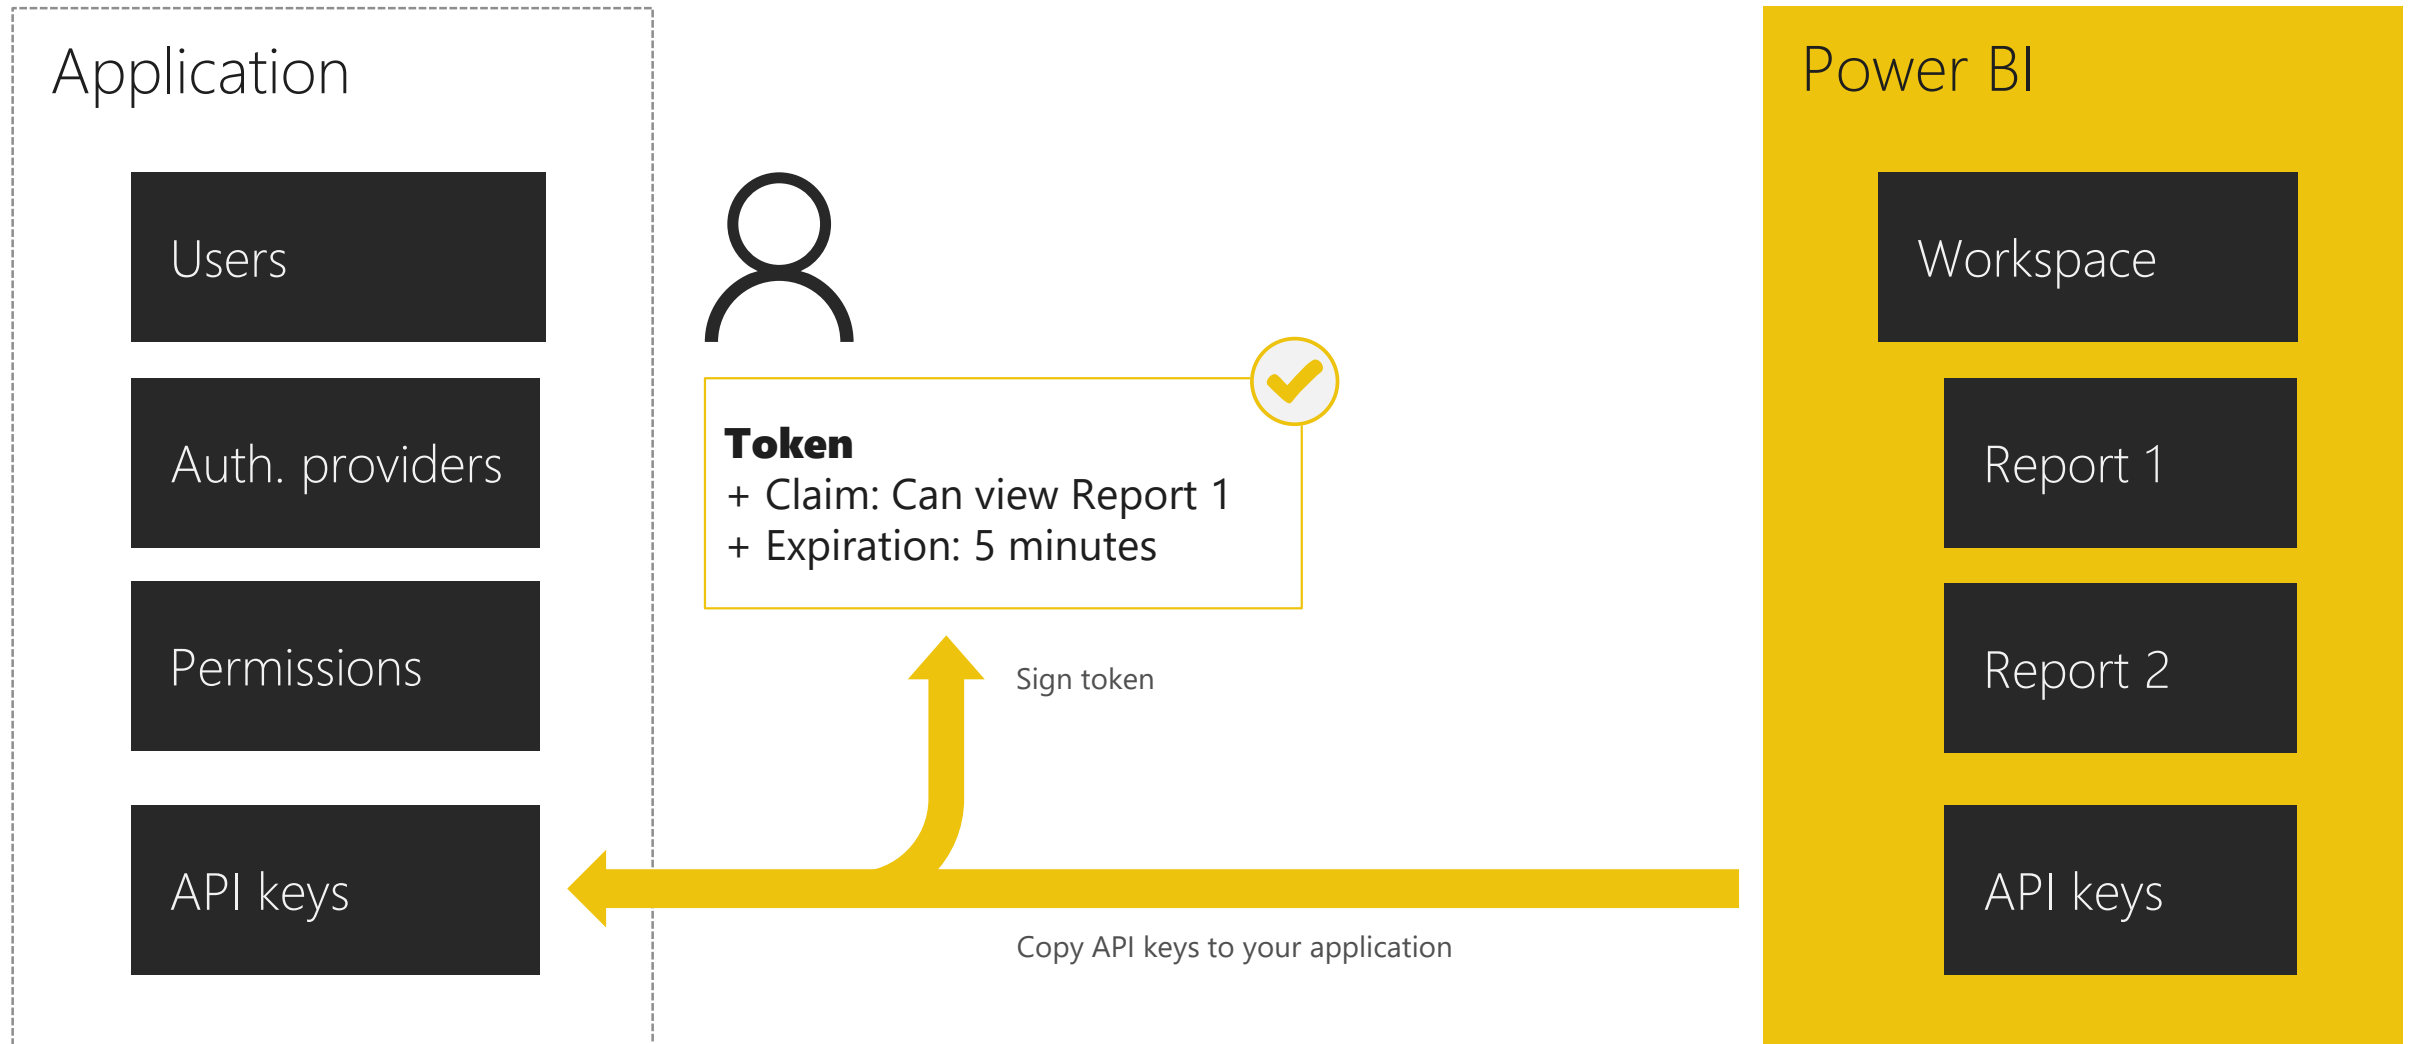 Application
Users
Auth. providers
Permissions
API keys
Token
+ Claim: Can view Report 1
+ Expiration: 5 minutes
Sign token
Copy API keys to your application
Power BI
Workspace
Report 1
Report 2
API keys